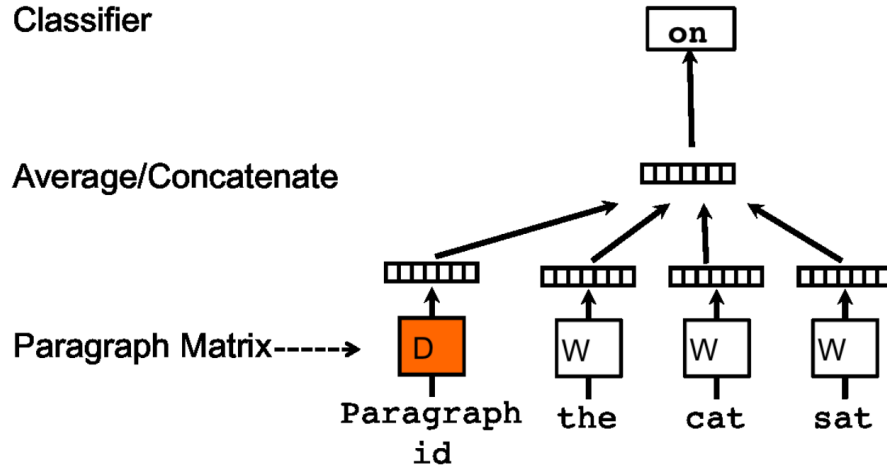 Classifier
on
Average/Concatenate
Paragraph Matrix
D
W
W
W
Paragraph
id
the
cat
sat